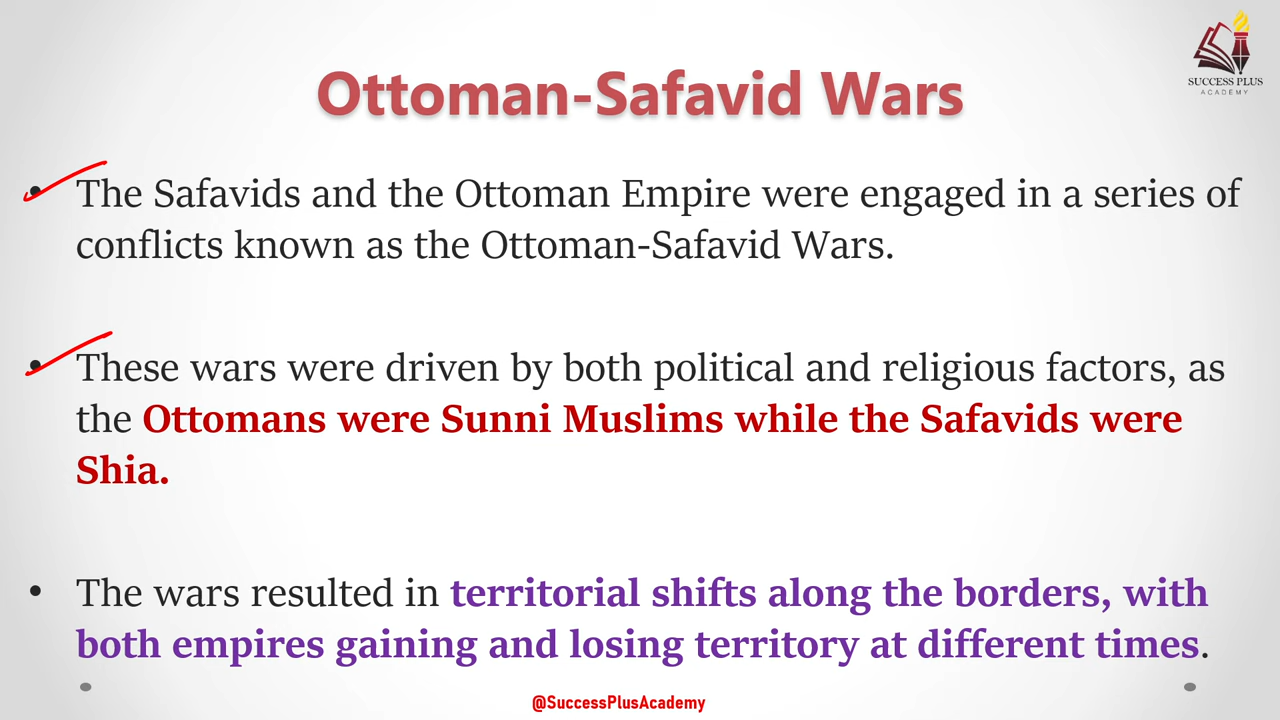 SUCCESS PLUS
ACADEMY
Ottoman-Safavid Wars
• The Safavids and the Ottoman Empire were engaged in a series of
conflicts known as the Ottoman-Safavid Wars.
• These wars were driven by both political and religious factors, as
the Ottomans were Sunni Muslims while the Safavids were
Shia.
• The wars resulted in territorial shifts along the borders, with
both empires gaining and losing territory at different times.
@SuccessPlusAcademy